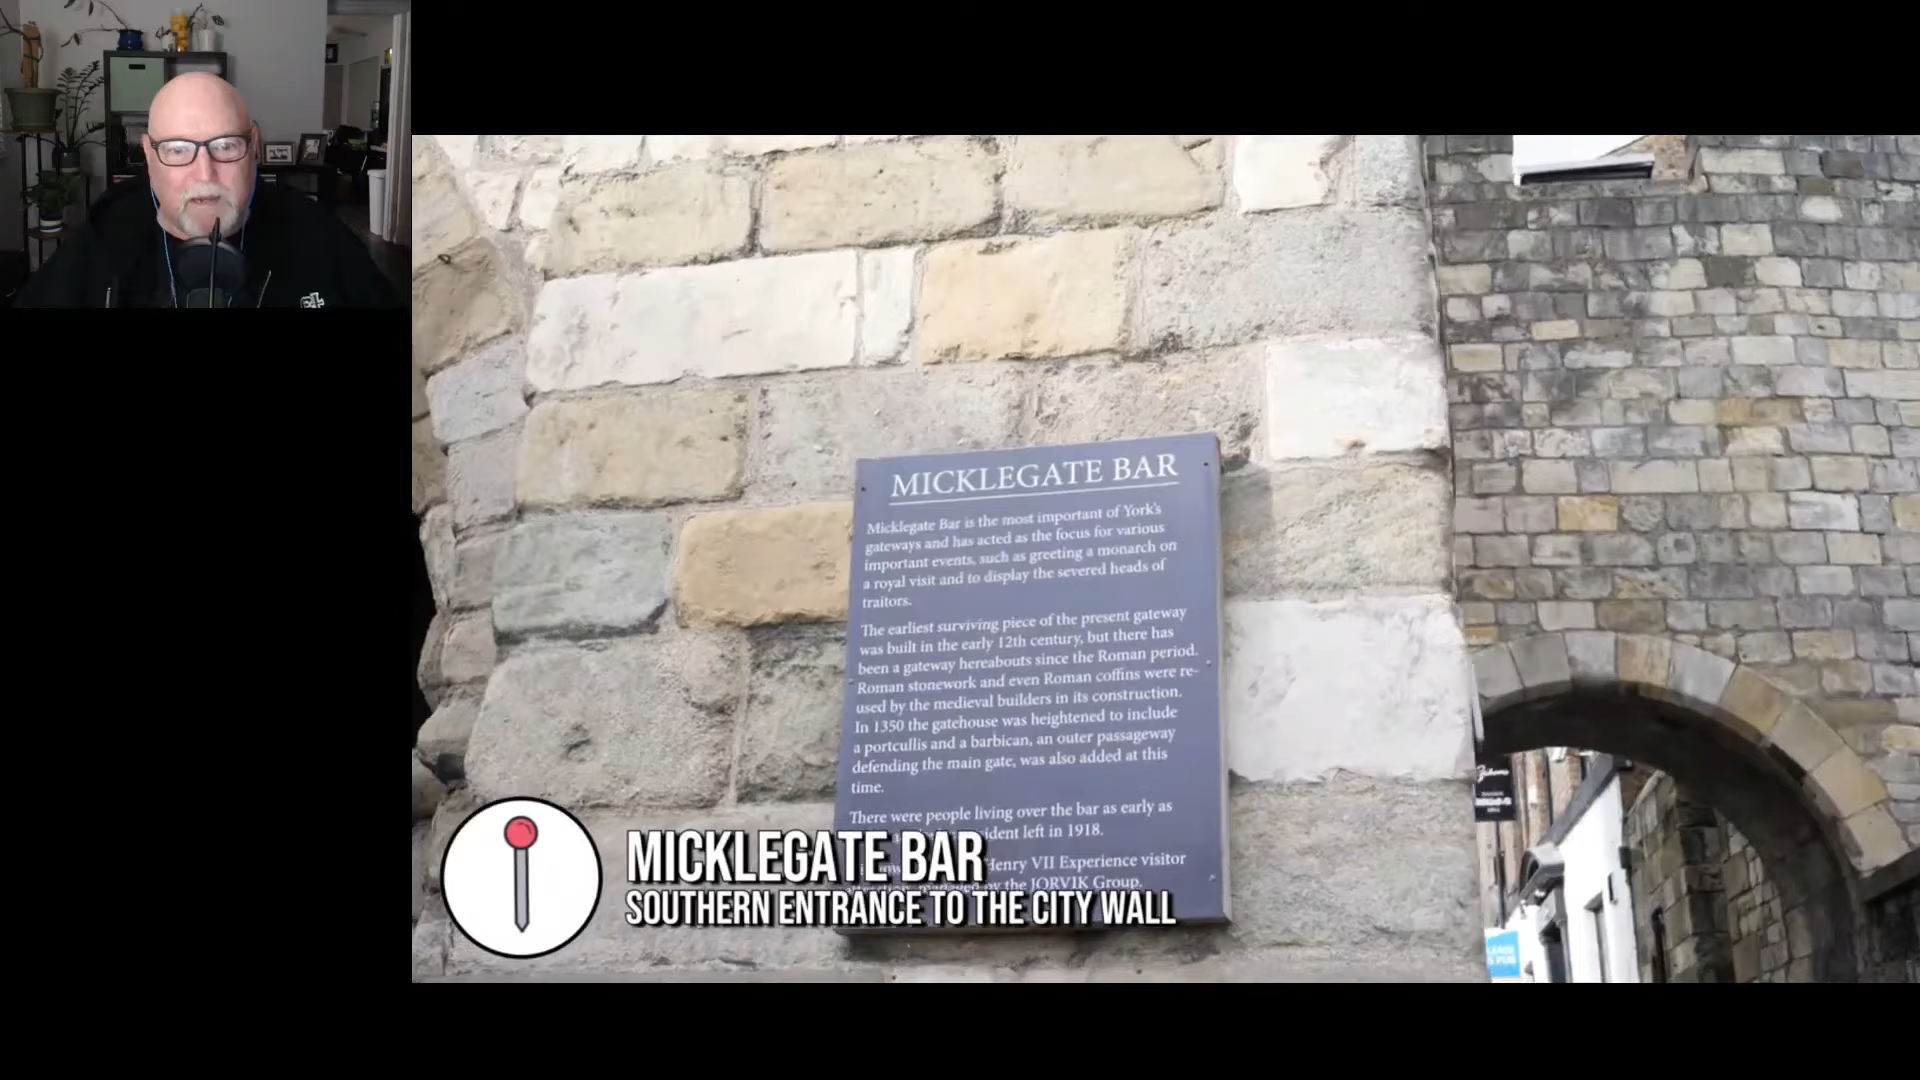 MICKLEGATE BAR
Micklegate Bar is the most important of York's
gateways and has acted as the focus for various
important events, such as greeting a monarch on
a royal visit and to display the severed heads of
traitors.
The earliest surviving piece of the present gateway
was built in the early 12th century, but there has
been a gateway hereabouts since the Roman period.
Roman stonework and even Roman coffins were re-
used by the medieval builders in its construction.
In 1350 the gatehouse was heightened to include
a portcullis and a barbican, an outer passageway
defending the main gate, was also added at this
time.
There were people living over the bar as early as
left in 1918.
Henry VII Experience visitor
by the JORVIK Group.
MICKLEGATE BAR
SOUTHERN ENTRANCE TO THE CITY WALL